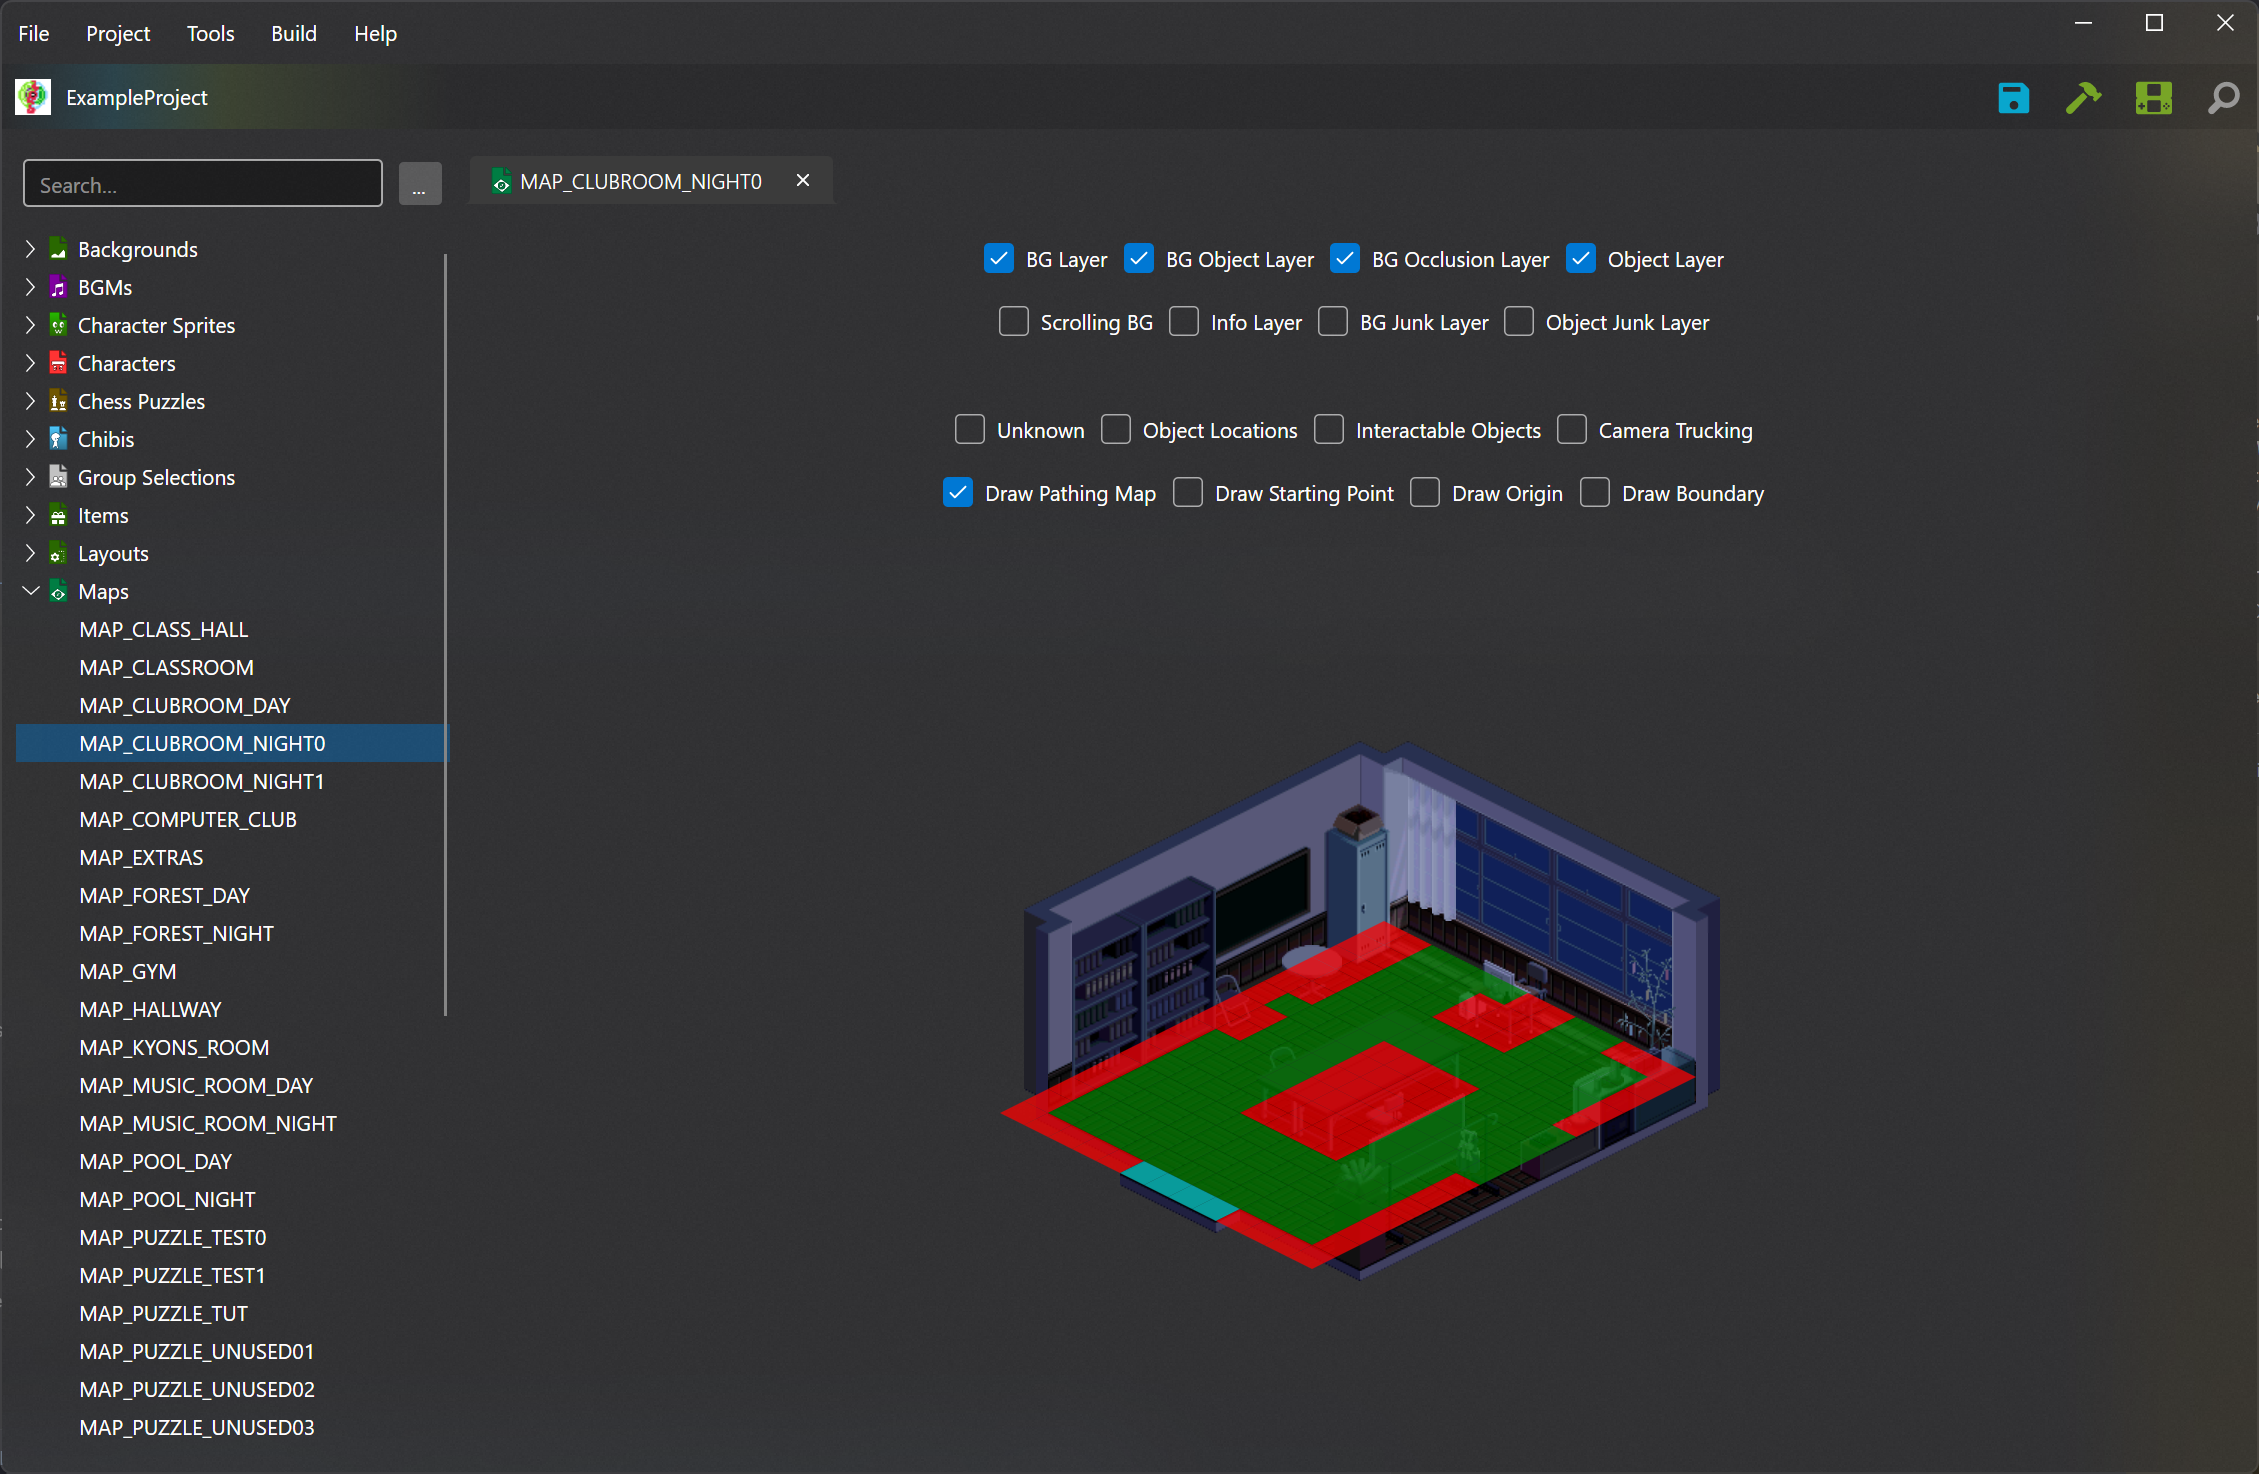 File Project Tools Build Help
ExampleProject
Search...
...
MAP_CLUBROOM_NIGHT0
Backgrounds
BGMs
Character Sprites
Characters
Chess Puzzles
Chibis
Group Selections
Items
Layouts
Maps
MAP_CLASS_HALL
MAP_CLASSROOM
MAP_CLUBROOM_DAY
MAP_CLUBROOM_NIGHT0
MAP_CLUBROOM_NIGHT1
MAP_COMPUTER_CLUB
MAP_EXTRAS
MAP_FOREST_DAY
MAP_FOREST_NIGHT
MAP_GYM
MAP_HALLWAY
MAP_KYONS_ROOM
MAP_MUSIC_ROOM_DAY
MAP_MUSIC_ROOM_NIGHT
MAP_POOL_DAY
MAP_POOL_NIGHT
MAP_PUZZLE_TEST0
MAP_PUZZLE_TEST1
MAP_PUZZLE_TUT
MAP_PUZZLE_UNUSED01
MAP_PUZZLE_UNUSED02
MAP_PUZZLE_UNUSED03
BG Layer BG Object Layer BG Occlusion Layer Object Layer
Scrolling BG Info Layer BG Junk Layer Object Junk Layer
Unknown Object Locations Interactable Objects Camera Trucking
Draw Pathing Map Draw Starting Point Draw Origin Draw Boundary